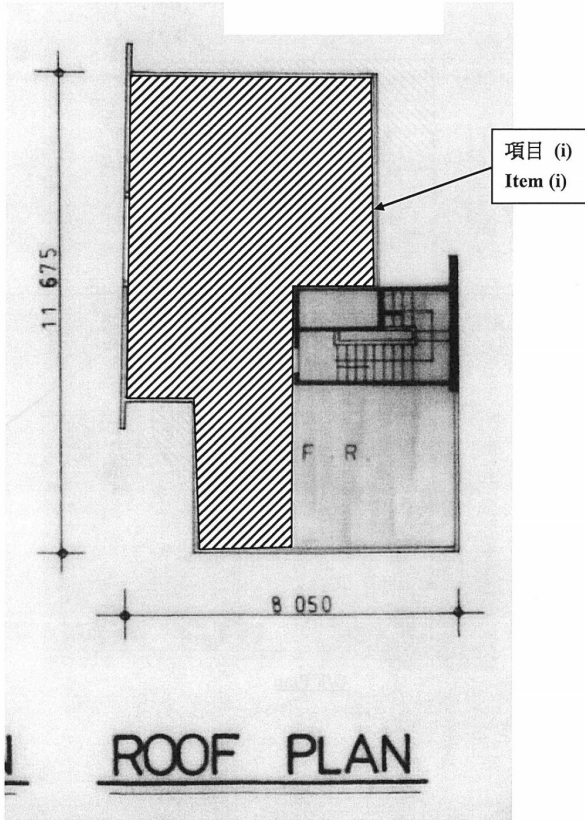 項目 (i)
Item (i)
11 675
F . R .
8 050
N
ROOF PLAN